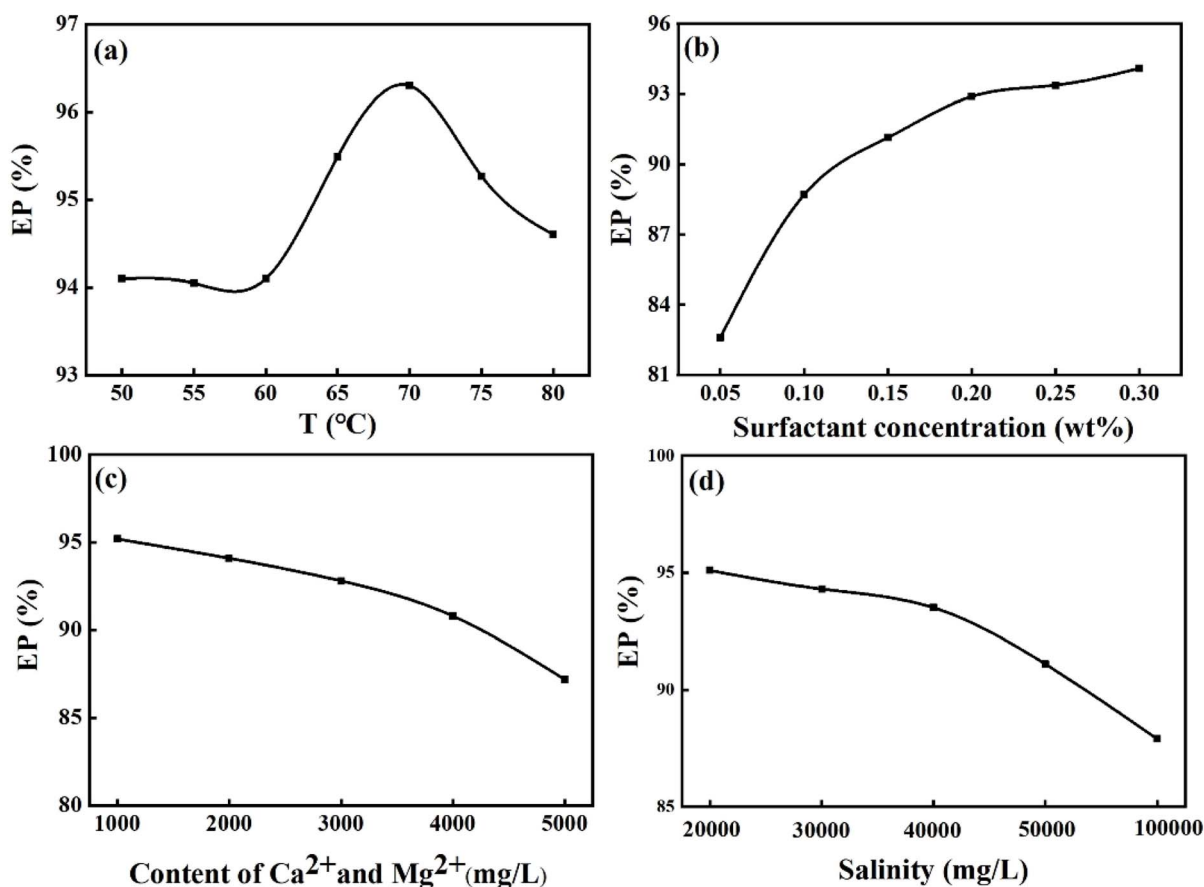 (a)
97
96
95
94
93
EP (%)
50 55 60 65 70 75 80
T (°C)
(b)
96
93
90
87
84
81
EP (%)
0.05 0.10 0.15 0.20 0.25 0.30
Surfactant concentration (wt%)
(c)
100
95
90
85
80
EP (%)
1000 2000 3000 4000 5000
Content of Ca²⁺ and Mg²⁺(mg/L)
(d)
100
95
90
85
EP (%)
20000 30000 40000 50000 100000
Salinity (mg/L)